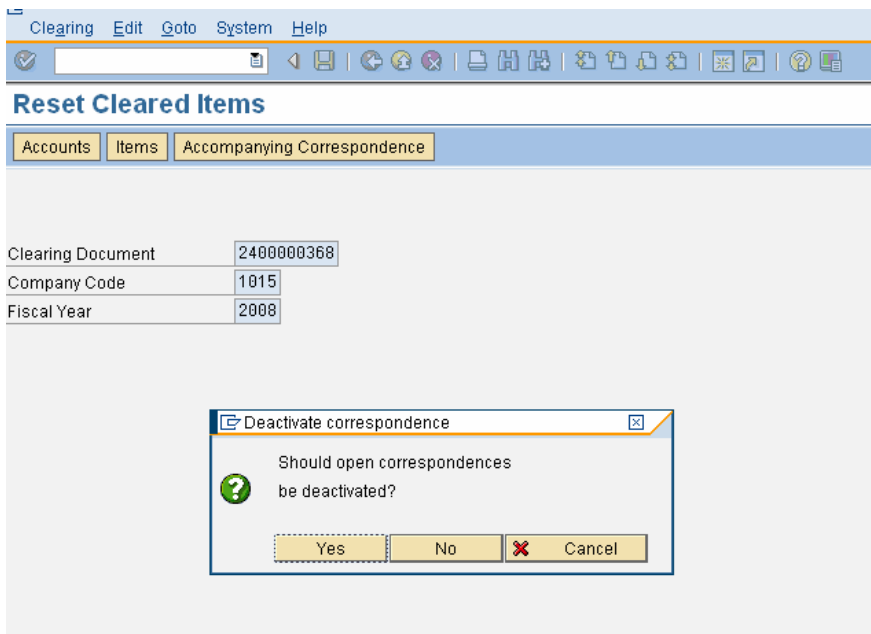 Clearing Edit Goto System Help
Reset Cleared Items
Accounts Items Accompanying Correspondence
Clearing Document 2400000368
Company Code 1015
Fiscal Year 2008
Deactivate correspondence
Should open correspondences
be deactivated?
Yes No Cancel